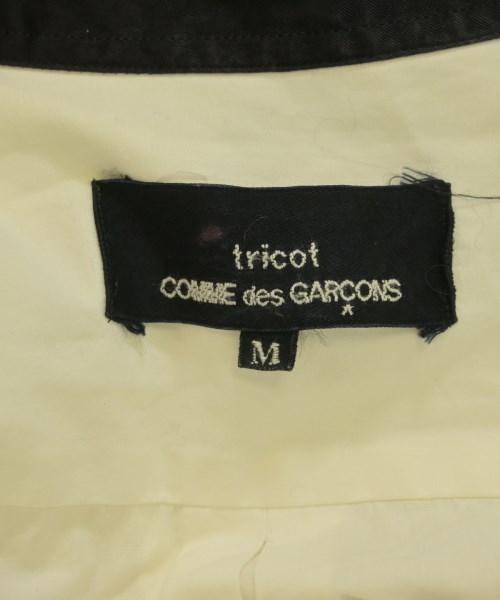 tricot
COMME des GARCONS
*
M